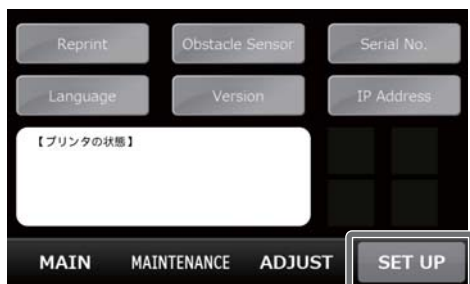 Reprint Obstacle Sensor Serial No.
Language Version IP Address
【プリンタの状態】
MAIN MAINTENANCE ADJUST SET UP